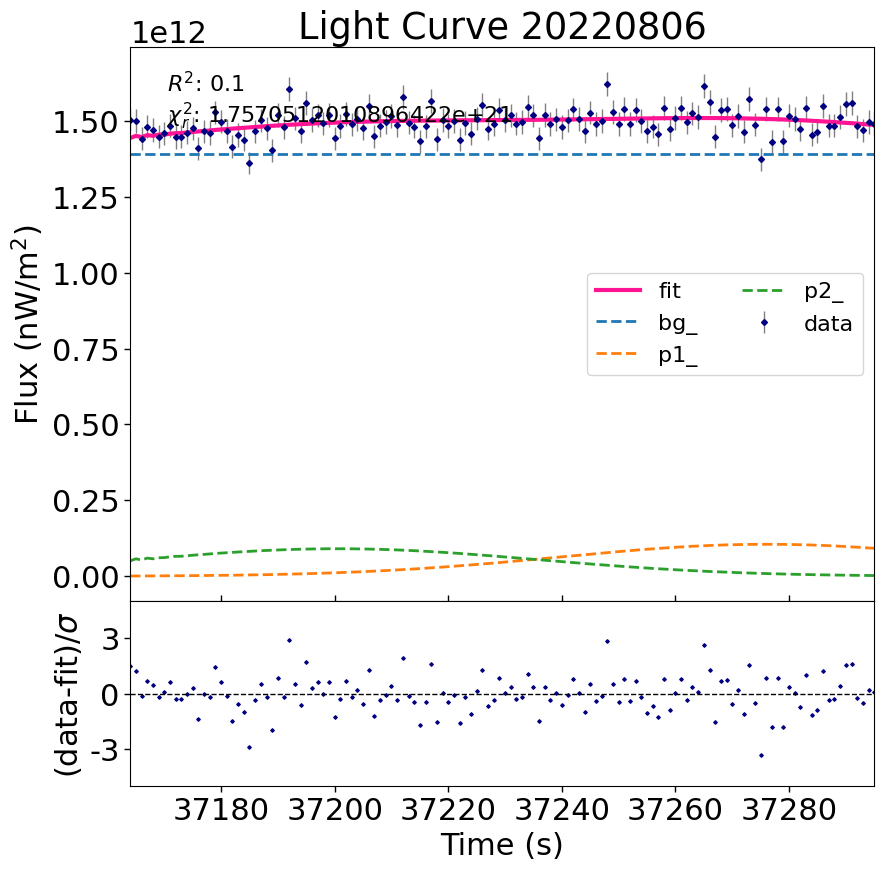 Light Curve 20220806
1e12
R²: 0.1
χ²ᵣ: 1.7570512010896422e+21
1.50
1.25
1.00
0.75
0.50
0.25
0.00
Flux (nW/m²)
fit
bg_
p1_
p2_
data
3
0
-3
(data-fit)/σ
37180 37200 37220 37240 37260 37280
Time (s)